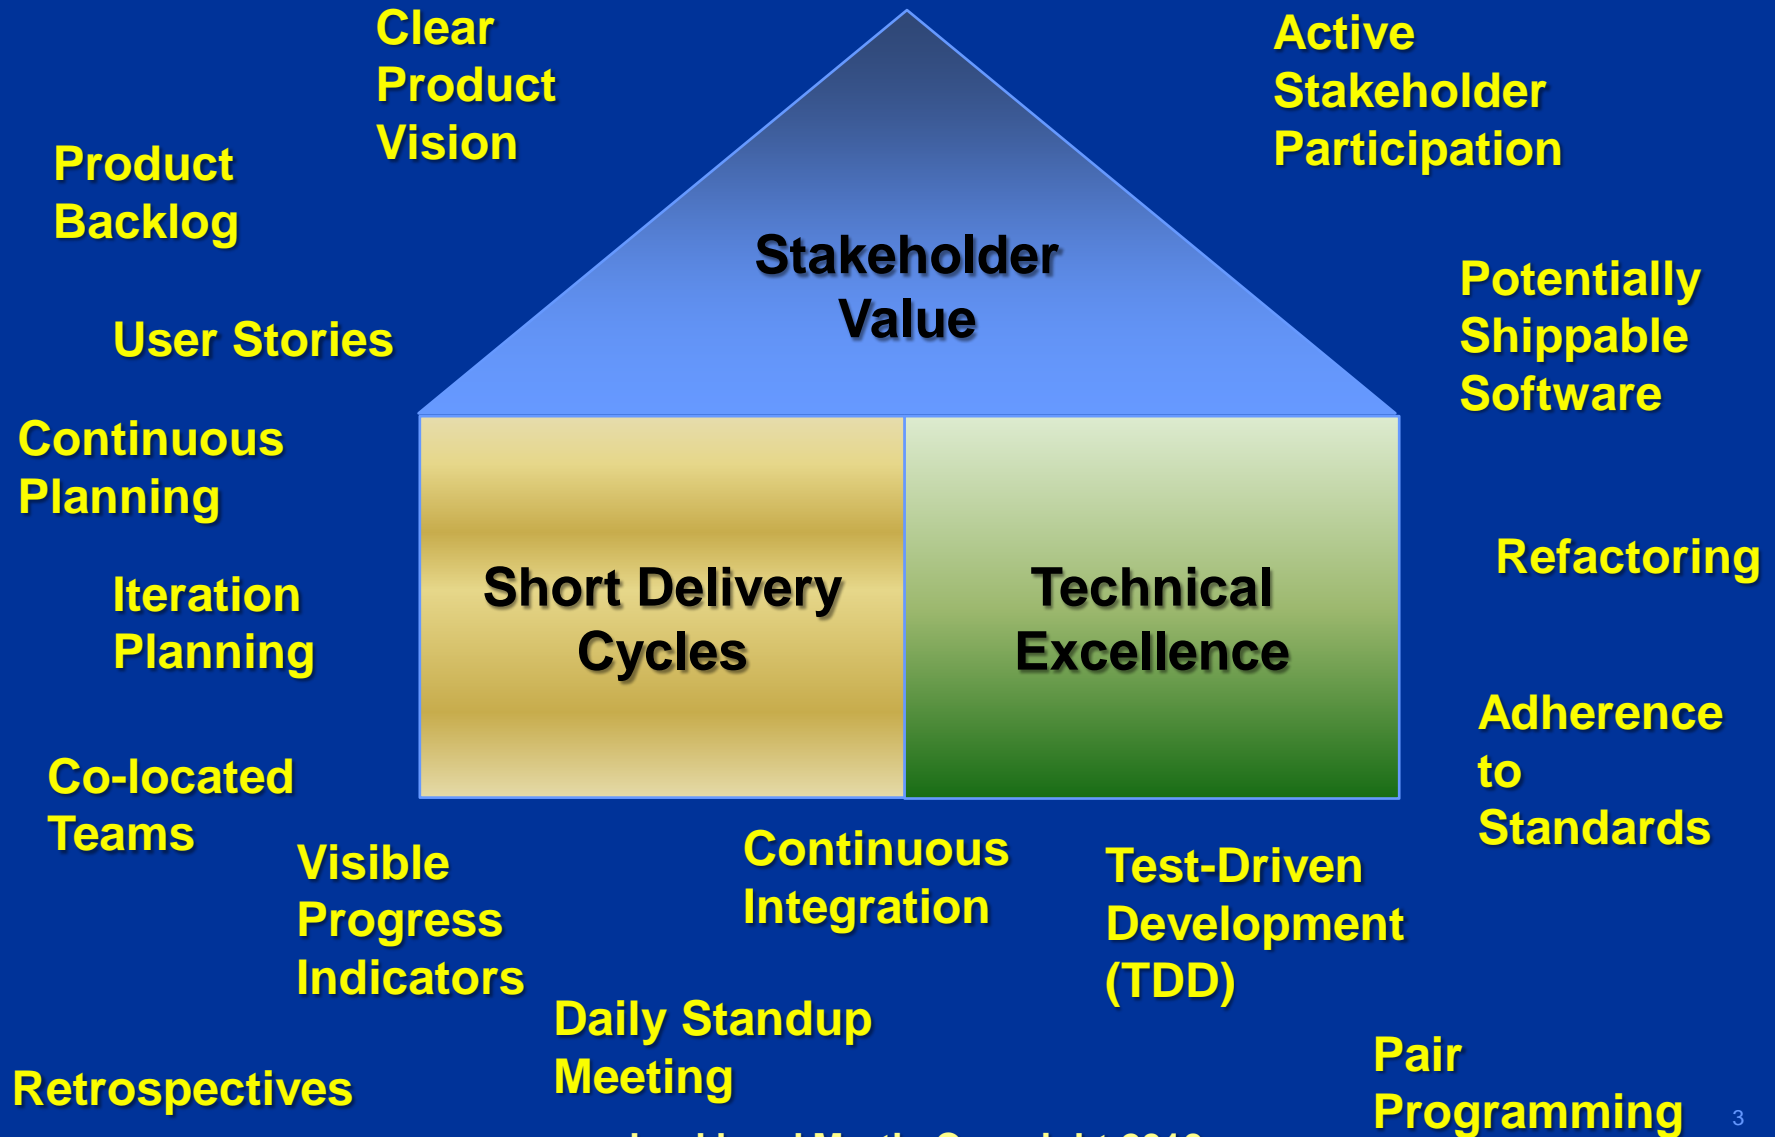 Clear
Product
Vision
Active
Stakeholder
Participation
Product
Backlog
Stakeholder
Value
Potentially
Shippable
Software
User Stories
Continuous
Planning
Short Delivery
Cycles
Technical
Excellence
Refactoring
Iteration
Planning
Adherence
to
Standards
Co-located
Teams
Visible
Progress
Indicators
Continuous
Integration
Test-Driven
Development
(TDD)
Daily Standup
Meeting
Retrospectives
Pair
Programming
3